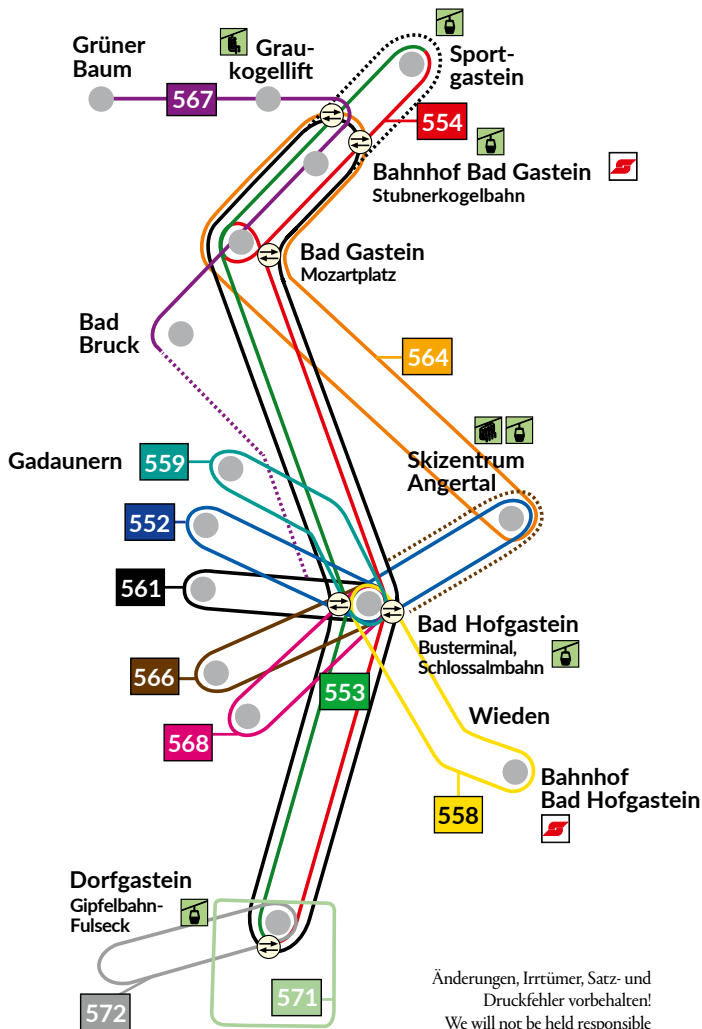 Grüner
Baum
567
Grau-
kogellift
Sport-
gastein
554
Bahnhof Bad Gastein
Stubnerkogelbahn
Bad Gastein
Mozartplatz
Bad
Bruck
564
Gadaunern
559
Skizentrum
Angertal
552
561
Bad Hofgastein
Busterminal,
Schlossalmbahn
566
553
568
Wieden
Bahnhof
Bad Hofgastein
558
Dorfgastein
Gipfelbahn-
Fulseck
571
572
Änderungen, Irrtümer, Satz- und
Druckfehler vorbehalten!
We will not be held responsible